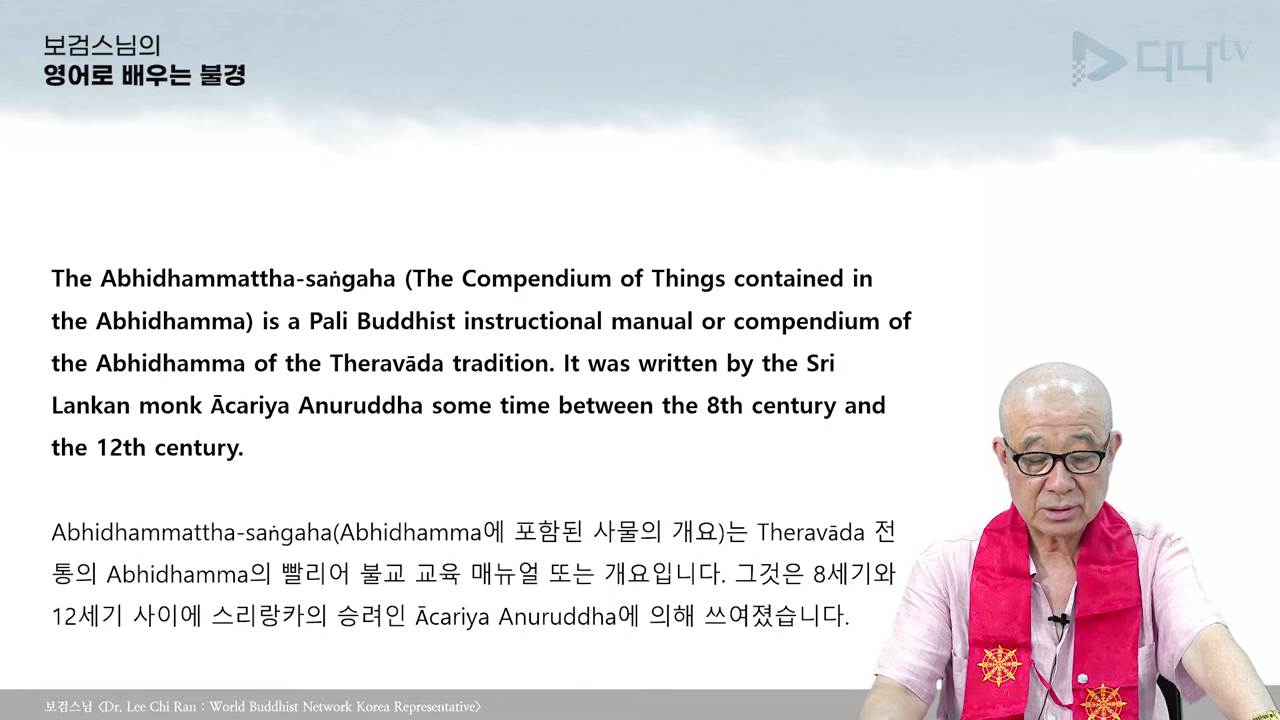 보검스님의
영어로 배우는 불경
디나tv
The Abhidhammattha-saṅgaha (The Compendium of Things contained in
the Abhidhamma) is a Pali Buddhist instructional manual or compendium of
the Abhidhamma of the Theravāda tradition. It was written by the Sri
Lankan monk Ācariya Anuruddha some time between the 8th century and
the 12th century.
Abhidhammattha-saṅgaha(Abhidhamma에 포함된 사물의 개요)는 Theravāda 전
통의 Abhidhamma의 빨리어 불교 교육 매뉴얼 또는 개요입니다. 그것은 8세기와
12세기 사이에 스리랑카의 승려인 Ācariya Anuruddha에 의해 쓰여졌습니다.
보검스님 <Dr. Lee Chi Ran : World Buddhist Network Korea Representative>